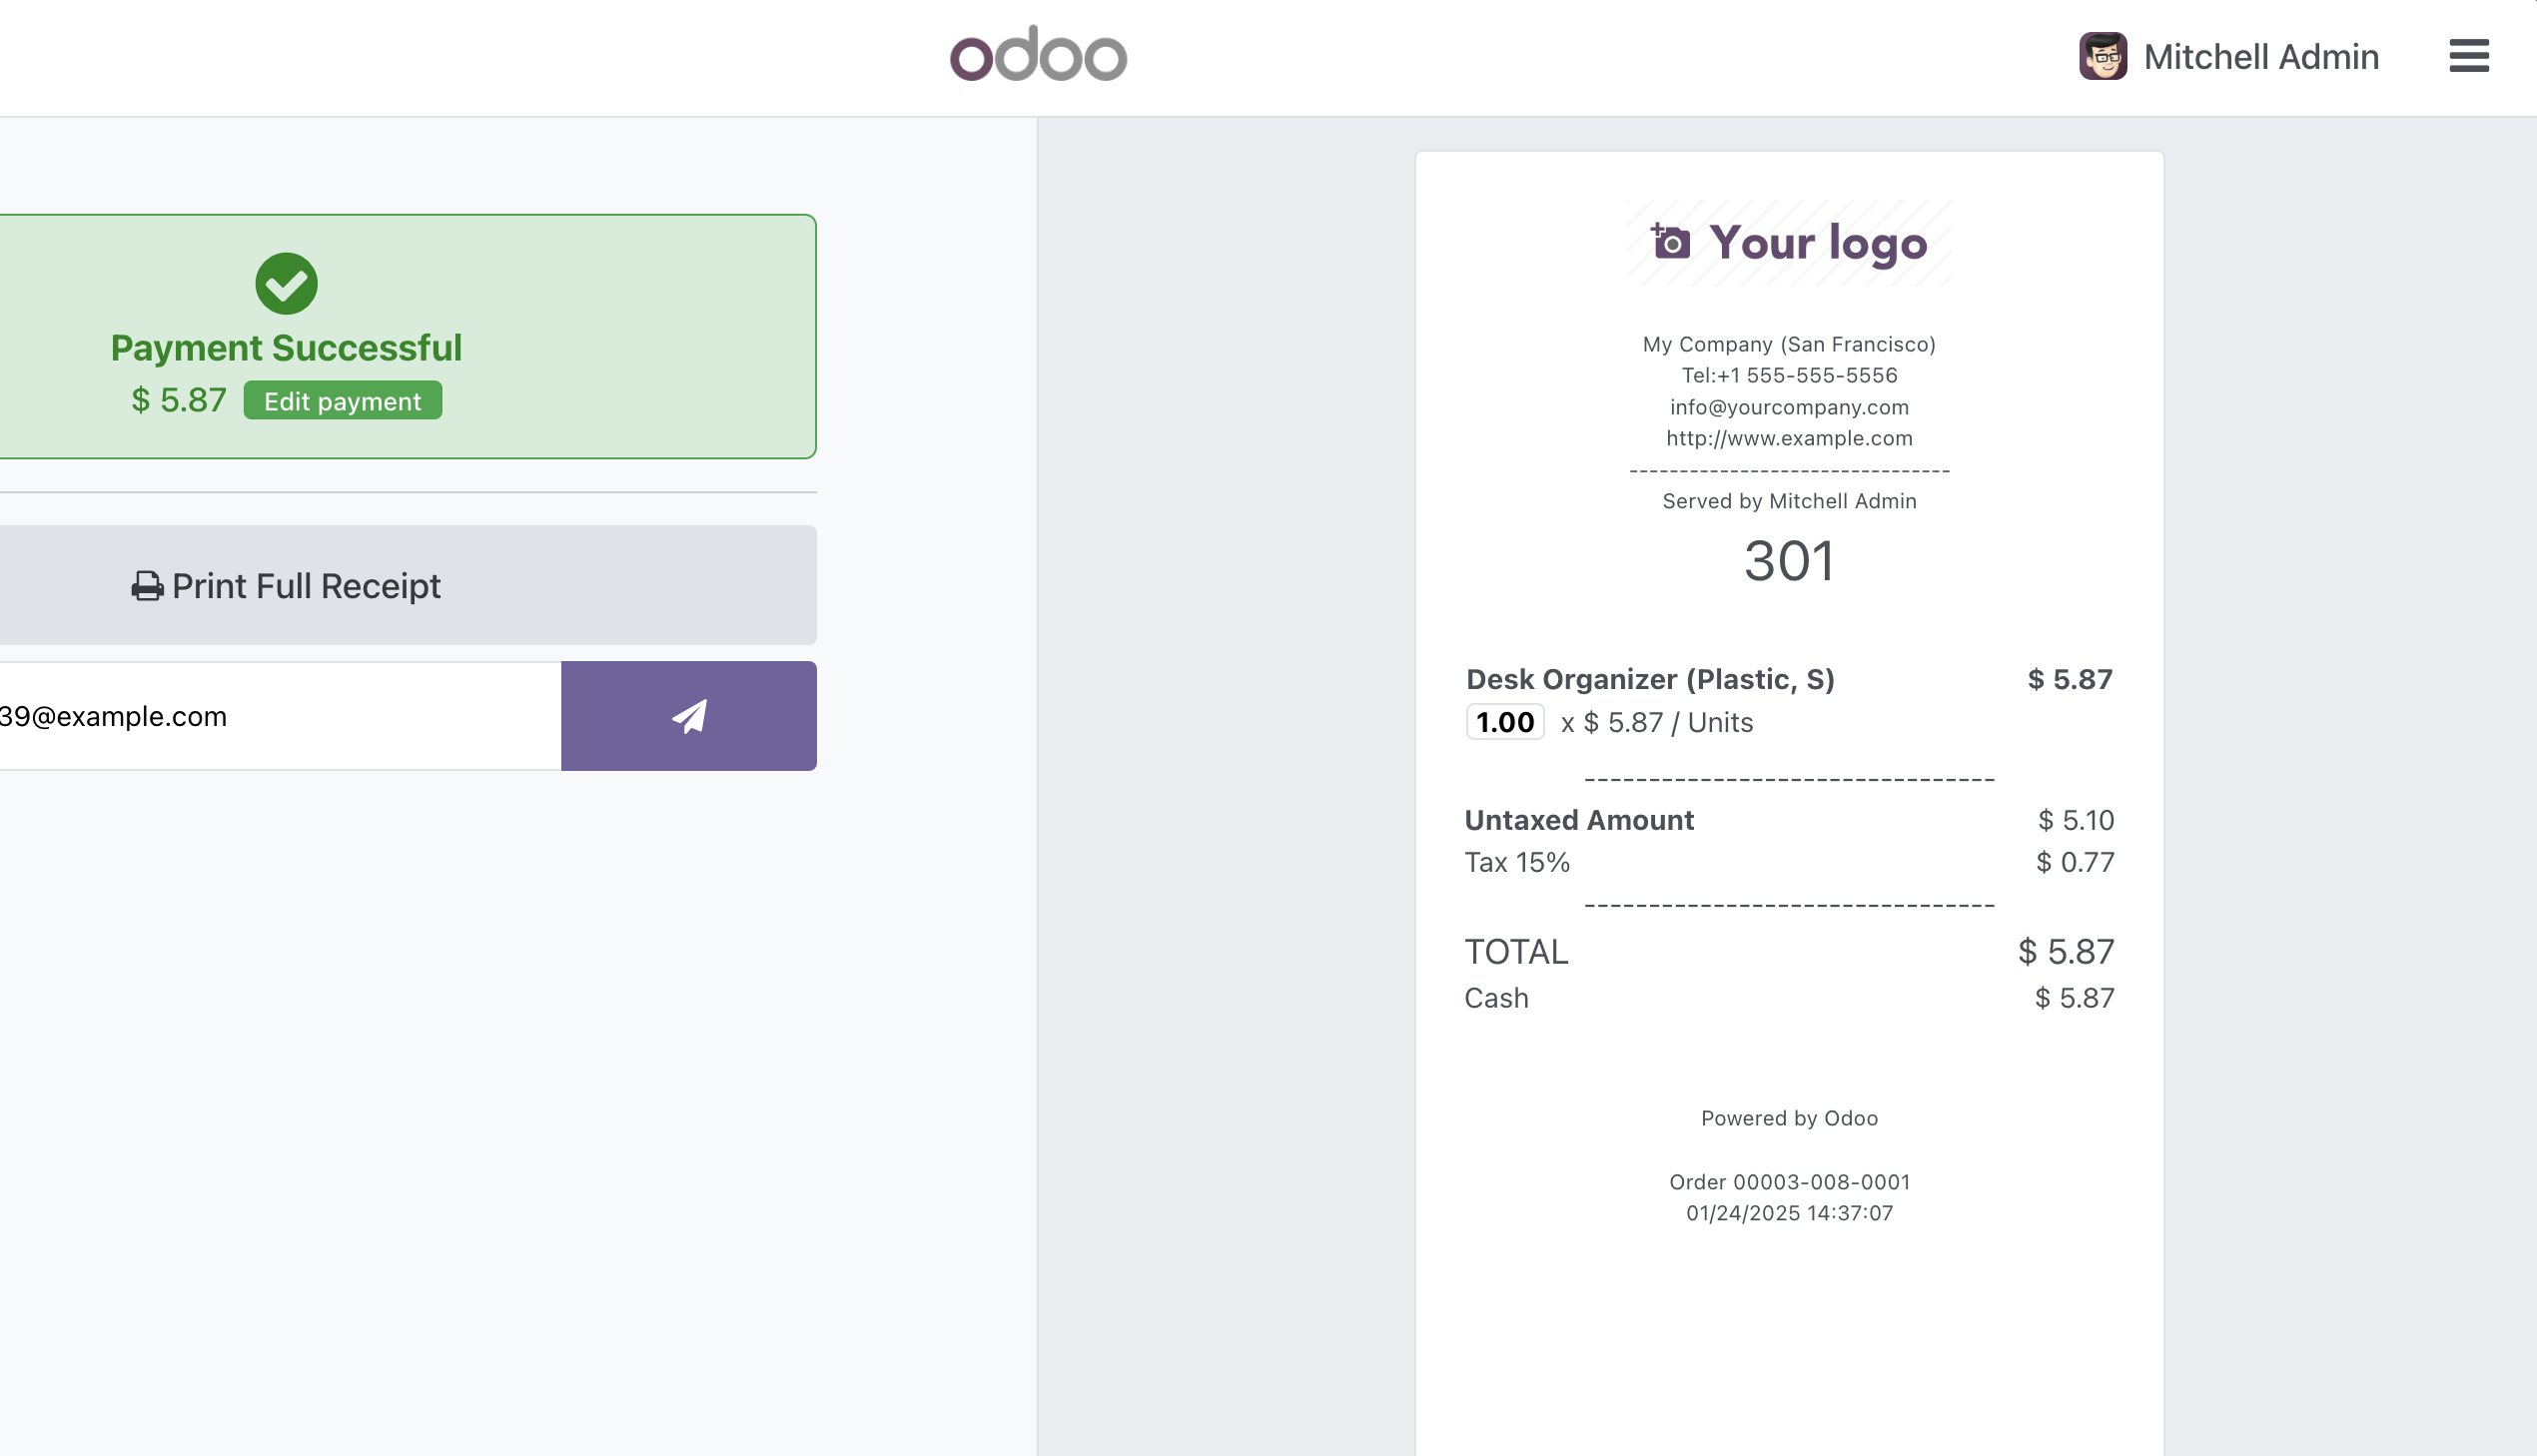 odoo
Mitchell Admin
Payment Successful
$ 5.87 Edit payment
Print Full Receipt
39@example.com
Your logo
My Company (San Francisco)
Tel:+1 555-555-5556
info@yourcompany.com
http://www.example.com
--------------------------------
Served by Mitchell Admin
301
Desk Organizer (Plastic, S) $ 5.87
1.00 x $ 5.87 / Units
--------------------------------
Untaxed Amount $ 5.10
Tax 15% $ 0.77
--------------------------------
TOTAL $ 5.87
Cash $ 5.87
Powered by Odoo
Order 00003-008-0001
01/24/2025 14:37:07